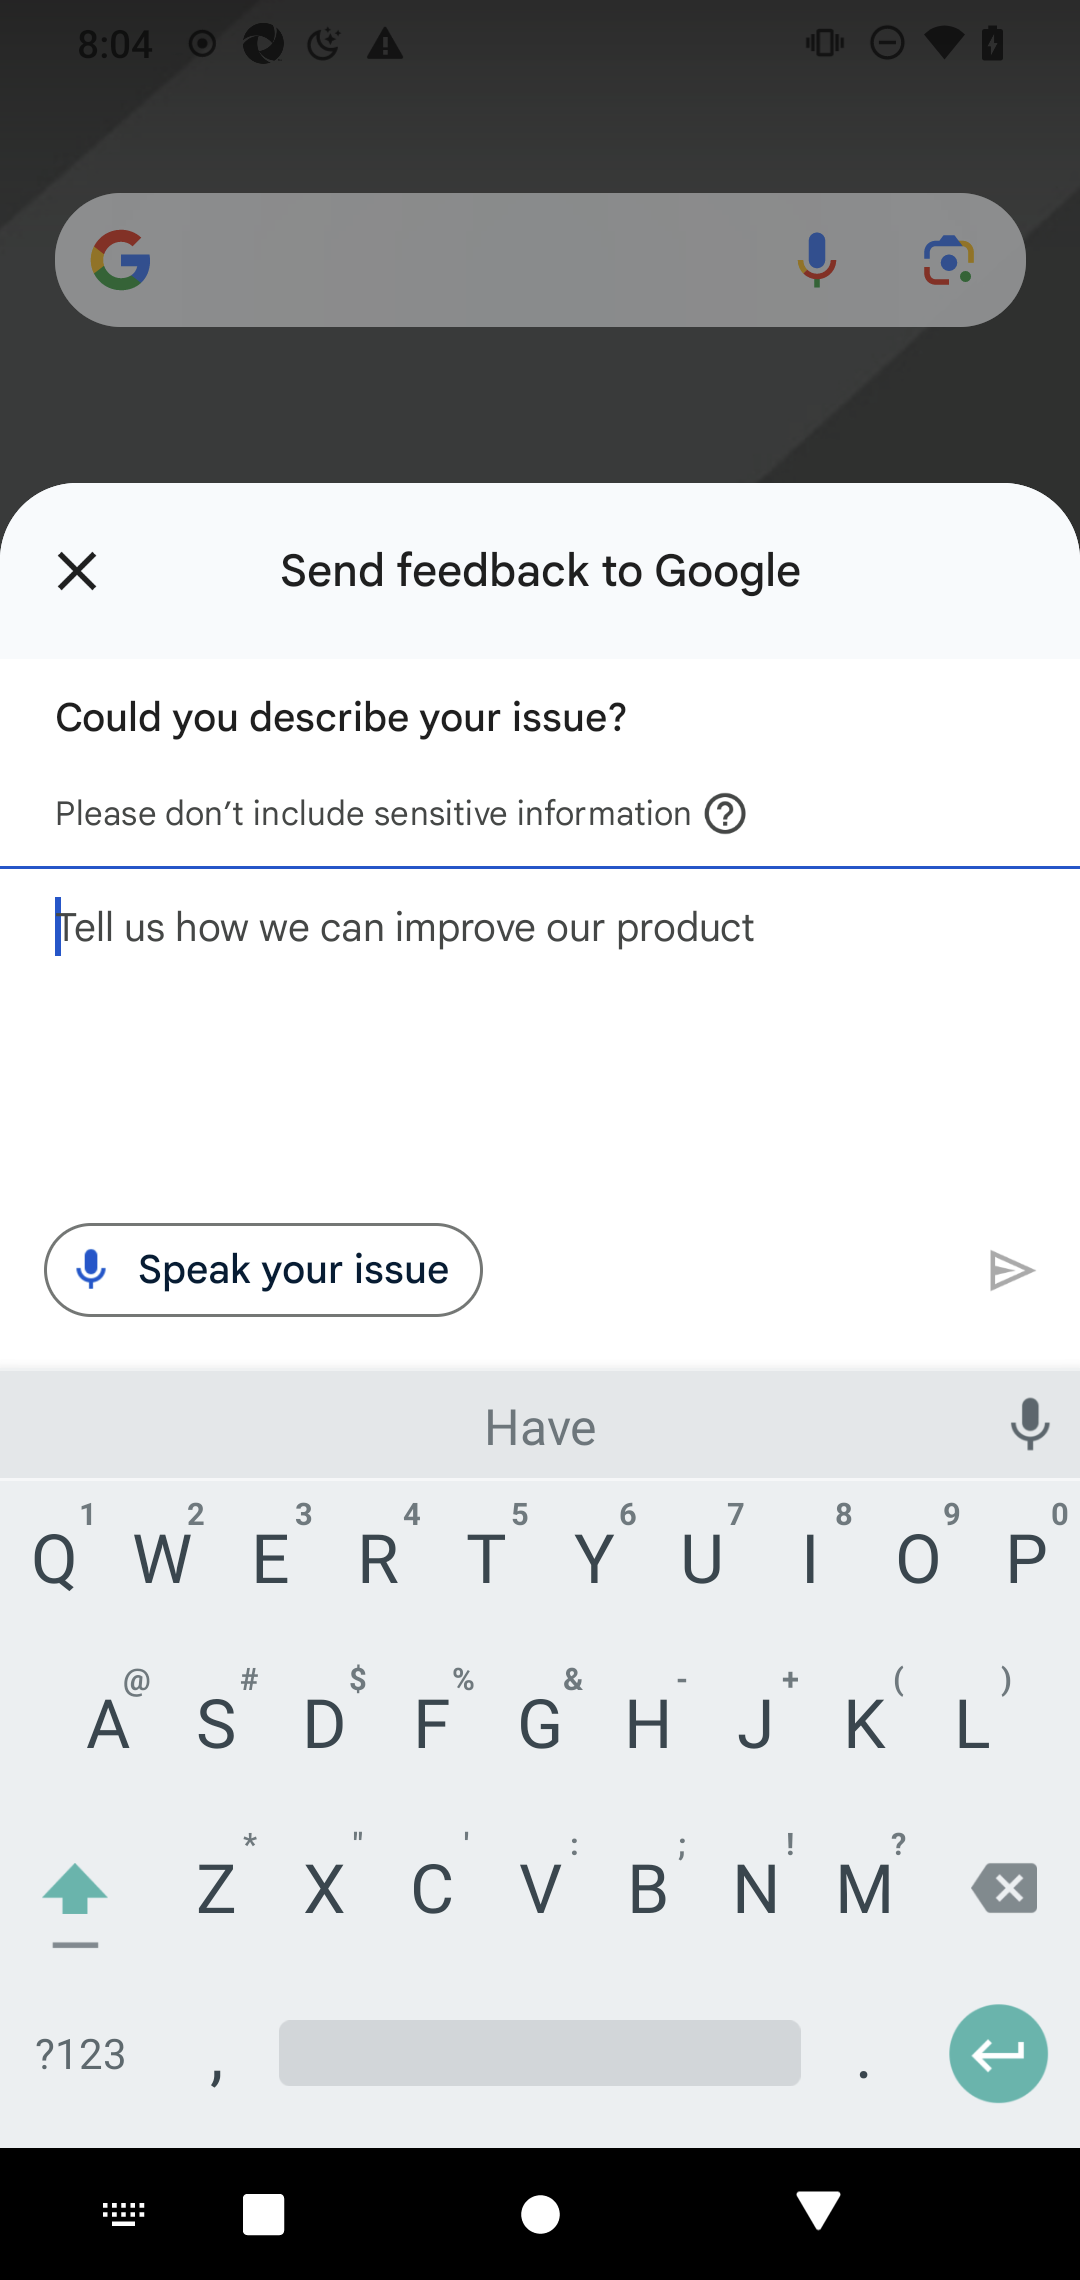 8:04
Send feedback to Google
Could you describe your issue?
Please don't include sensitive information
Tell us how we can improve our product
Speak your issue
Have
1 2 3 4 5 6 7 8 9 0
Q W E R T Y U I O P
@ # $ % & - + ( )
A S D F G H J K L
* " ' : ; ! ?
Z X C V B N M
?123 , .